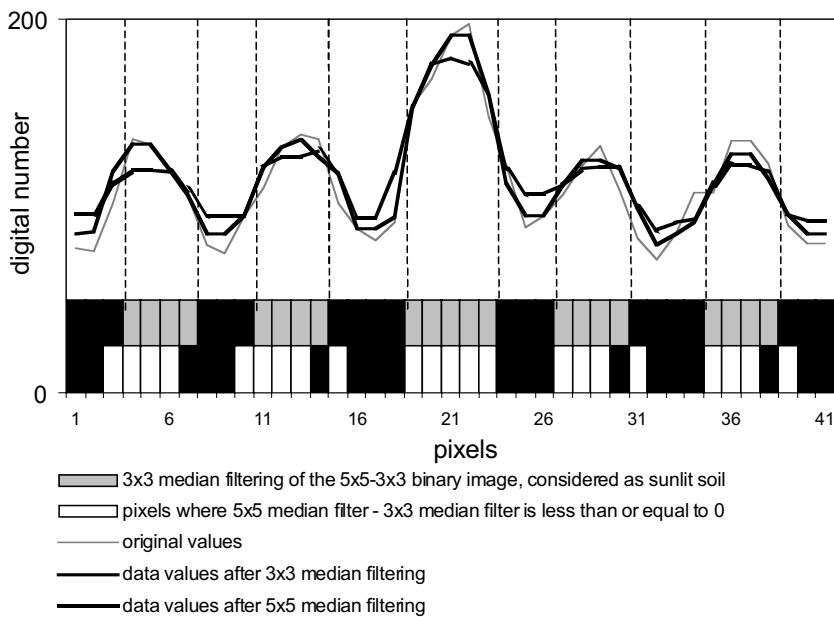 200
digital number
0
1 6 11 16 21 26 31 36 41
pixels
3x3 median filtering of the 5x5-3x3 binary image, considered as sunlit soil
pixels where 5x5 median filter - 3x3 median filter is less than or equal to 0
original values
data values after 3x3 median filtering
data values after 5x5 median filtering